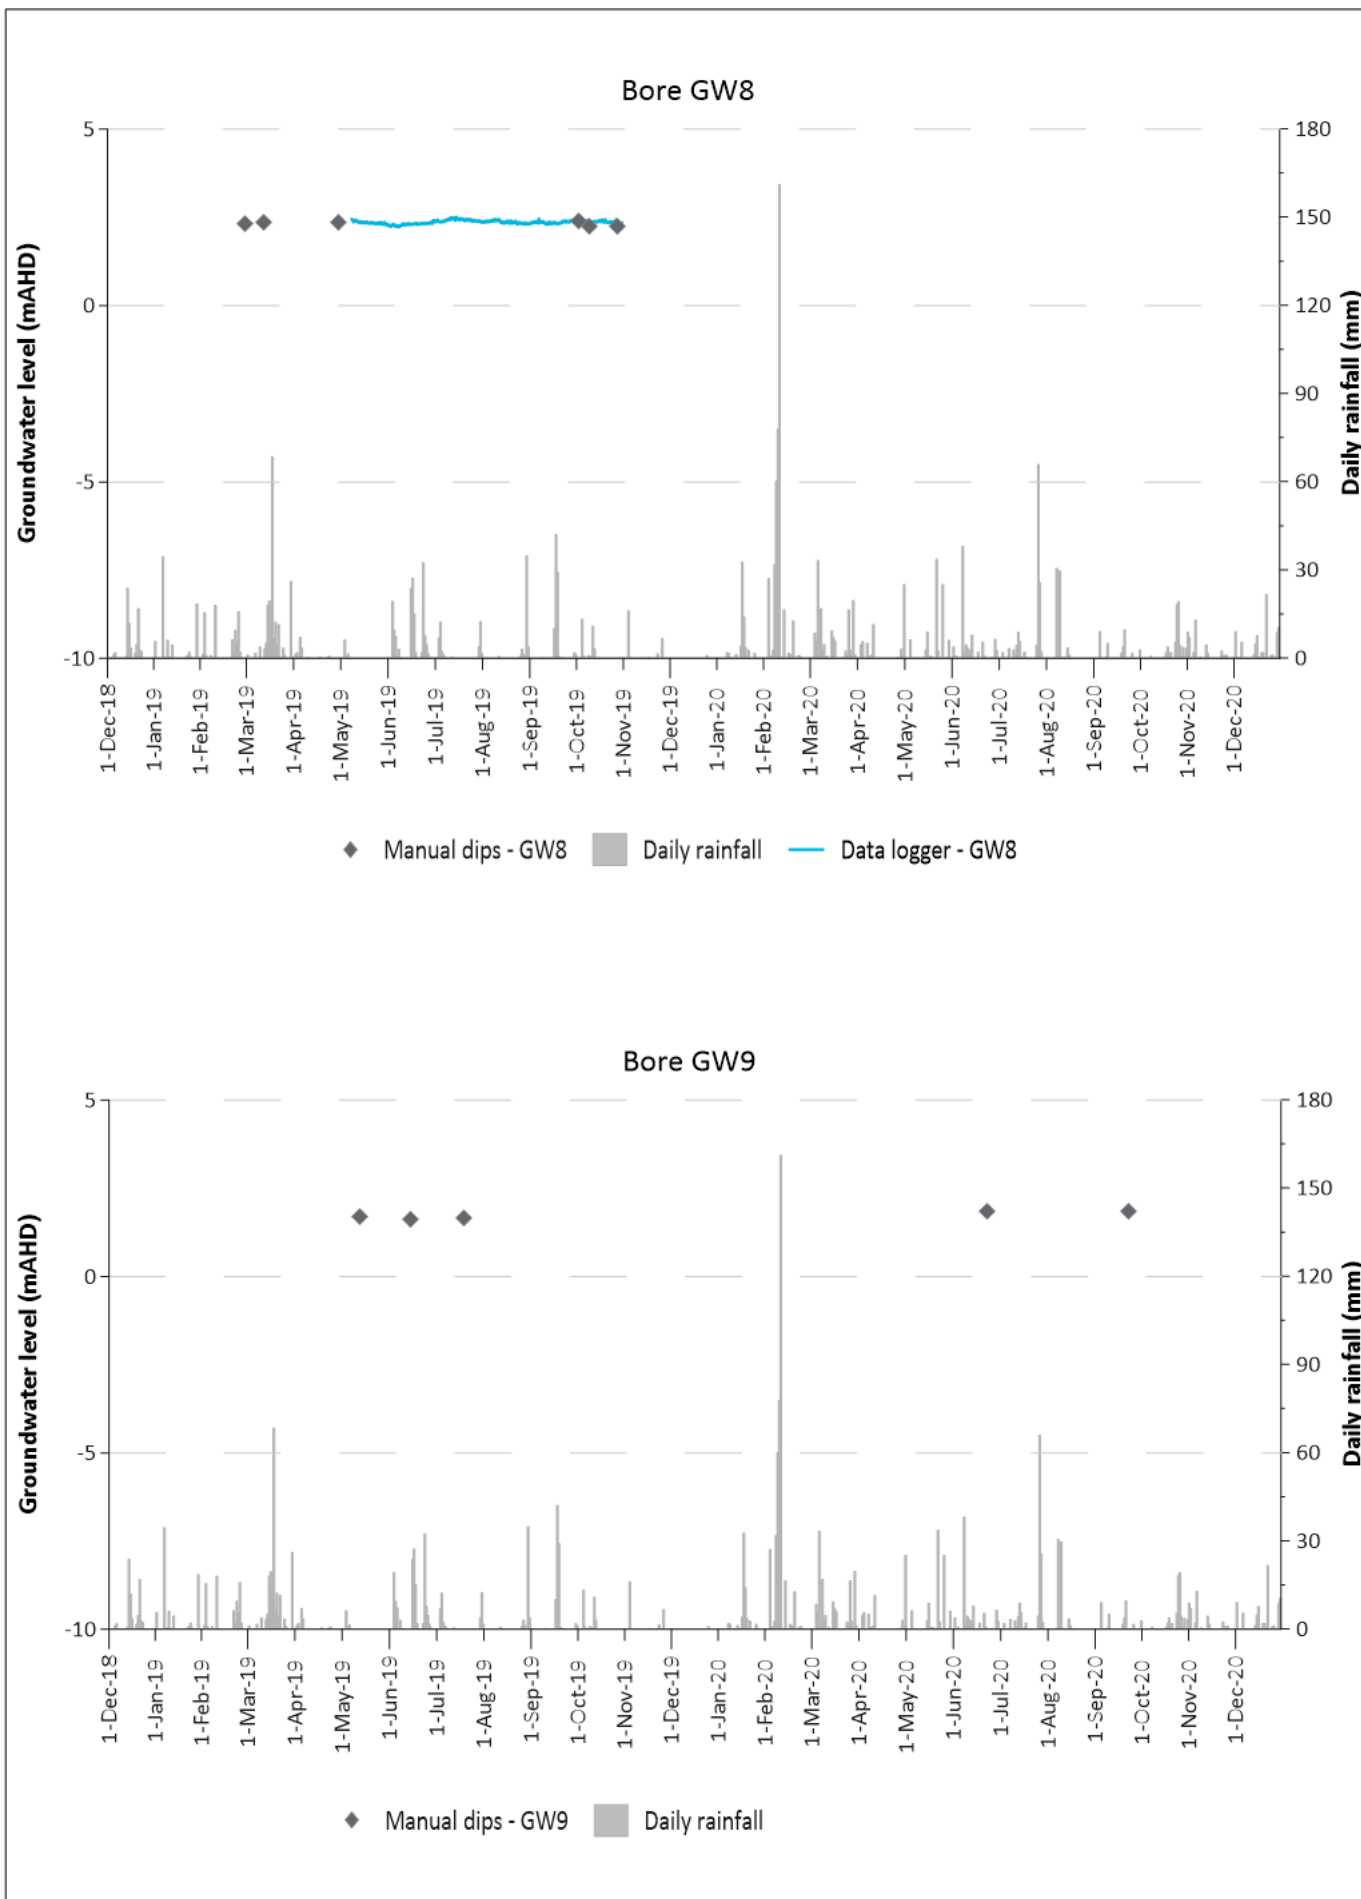 Bore GW8
Groundwater level (mAHD)
5
0
-5
-10
180
150
120
90
60
30
0
Daily rainfall (mm)
1-Dec-18
1-Jan-19
1-Feb-19
1-Mar-19
1-Apr-19
1-May-19
1-Jun-19
1-Jul-19
1-Aug-19
1-Sep-19
1-Oct-19
1-Nov-19
1-Dec-19
1-Jan-20
1-Feb-20
1-Mar-20
1-Apr-20
1-May-20
1-Jun-20
1-Jul-20
1-Aug-20
1-Sep-20
1-Oct-20
1-Nov-20
1-Dec-20
Manual dips - GW8 Daily rainfall Data logger - GW8
Bore GW9
Groundwater level (mAHD)
5
0
-5
-10
180
150
120
90
60
30
0
Daily rainfall (mm)
1-Dec-18
1-Jan-19
1-Feb-19
1-Mar-19
1-Apr-19
1-May-19
1-Jun-19
1-Jul-19
1-Aug-19
1-Sep-19
1-Oct-19
1-Nov-19
1-Dec-19
1-Jan-20
1-Feb-20
1-Mar-20
1-Apr-20
1-May-20
1-Jun-20
1-Jul-20
1-Aug-20
1-Sep-20
1-Oct-20
1-Nov-20
1-Dec-20
Manual dips - GW9 Daily rainfall